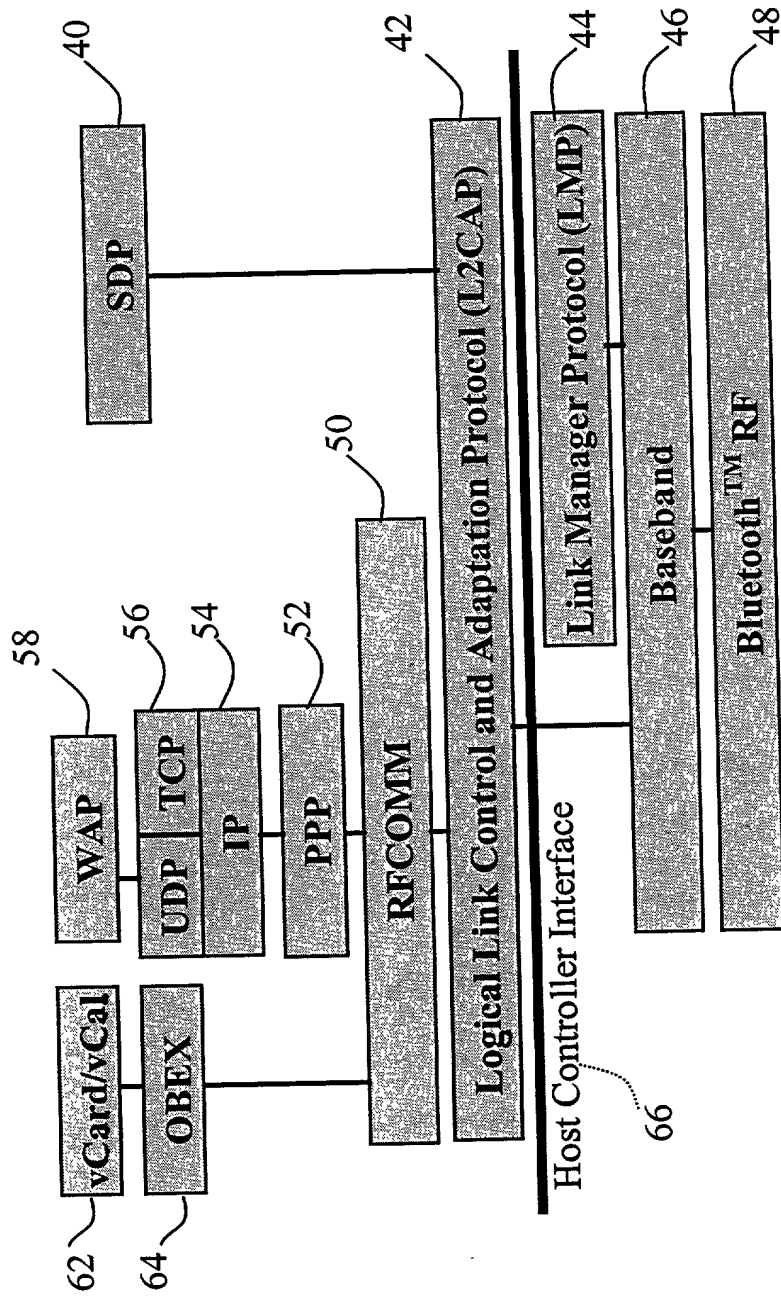 58
56
54
52
50
40
42
44
46
48
62
64
66
vCard/vCal
WAP
SDP
OBEX
UDP
TCP
IP
PPP
RFCOMM
Logical Link Control and Adaptation Protocol (L2CAP)
Host Controller Interface
Link Manager Protocol (LMP)
Baseband
Bluetooth™ RF